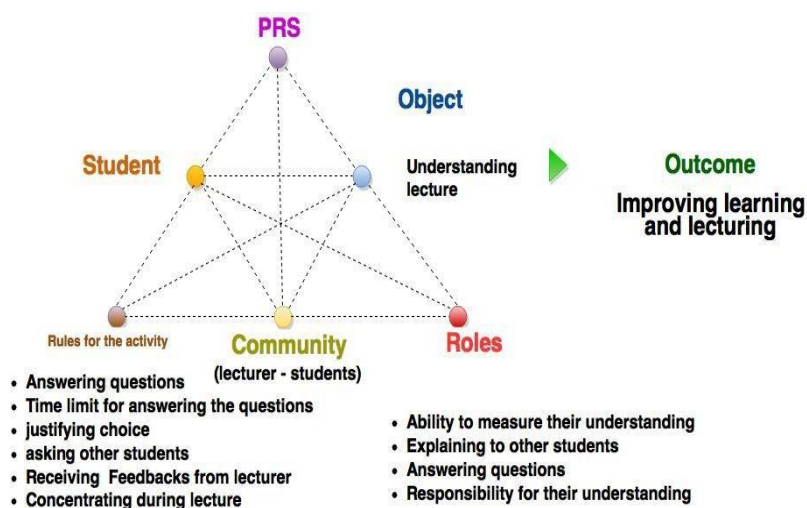 PRS
Object
Student
Understanding
lecture
Outcome
Improving learning
and lecturing
Rules for the activity
Community
(lecturer - students)
Roles
• Answering questions
• Time limit for answering the questions
• justifying choice
• asking other students
• Receiving Feedbacks from lecturer
• Concentrating during lecture
• Ability to measure their understanding
• Explaining to other students
• Answering questions
• Responsibility for their understanding